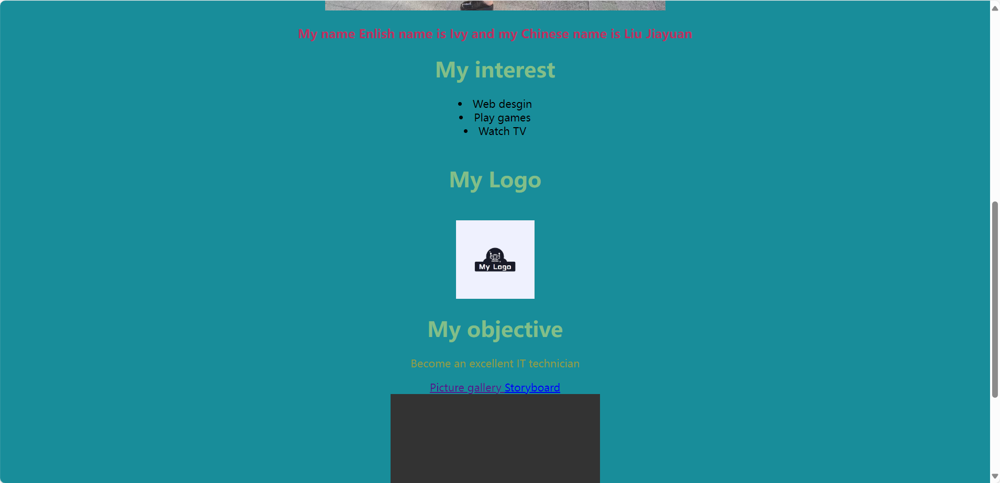 My name Enlish name is Ivy and my Chinese name is Liu Jiayuan
My interest
Web desgin
Play games
Watch TV
My Logo
My Logo
My objective
Become an excellent IT technician
Picture gallery Storyboard